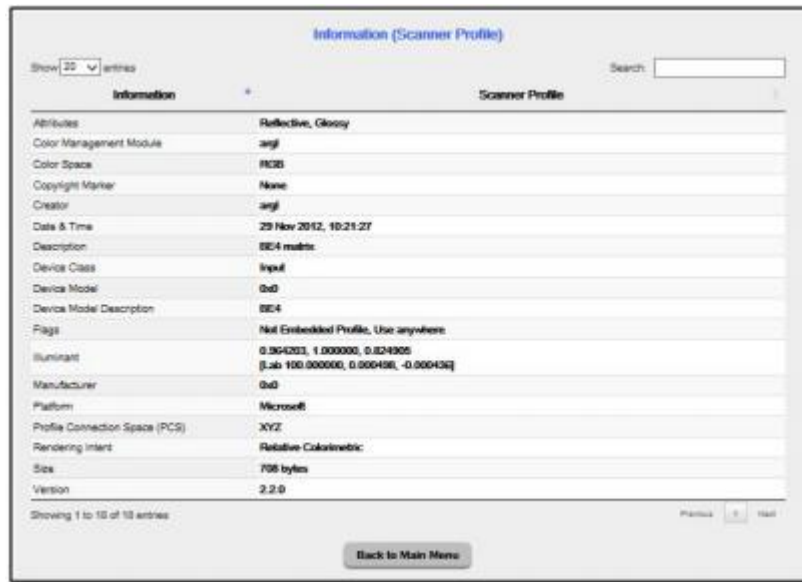 Information (Scanner Profile)
Show 20 entries Search:
Information Scanner Profile
Attributes Reflective, Glossy
Color Management Module argl
Color Space RGB
Copyright Marker None
Creator argl
Date & Time 29 Nov 2012, 10:21:27
Description BE4 matrix
Device Class Input
Device Model 0x0
Device Model Description BE4
Flags Not Embedded Profile, Use anywhere
Illuminant 0.964203, 1.000000, 0.824905
[Lab 100.000000, 0.000498, -0.000436]
Manufacturer 0x0
Platform Microsoft
Profile Connection Space (PCS) XYZ
Rendering Intent Relative Colorimetric
Size 708 bytes
Version 2.2.0
Showing 1 to 18 of 18 entries Previous 1 Next
Back to Main Menu